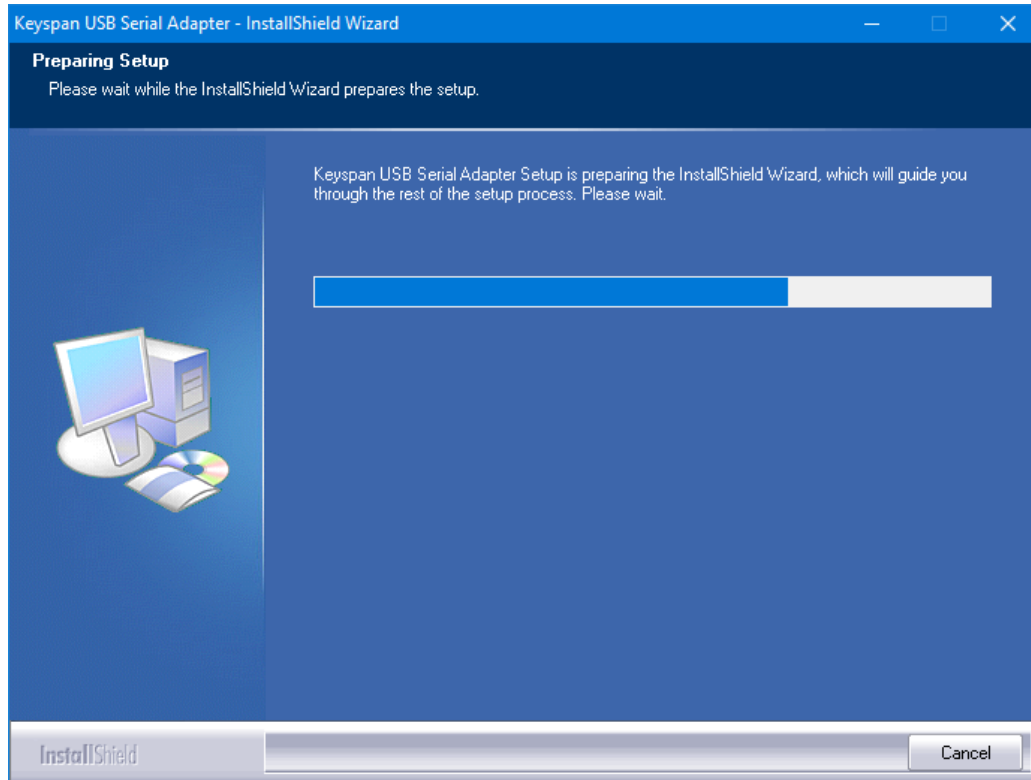 Keyspan USB Serial Adapter - InstallShield Wizard
Preparing Setup
Please wait while the InstallShield Wizard prepares the setup.
Keyspan USB Serial Adapter Setup is preparing the InstallShield Wizard, which will guide you
through the rest of the setup process. Please wait.
InstallShield
Cancel